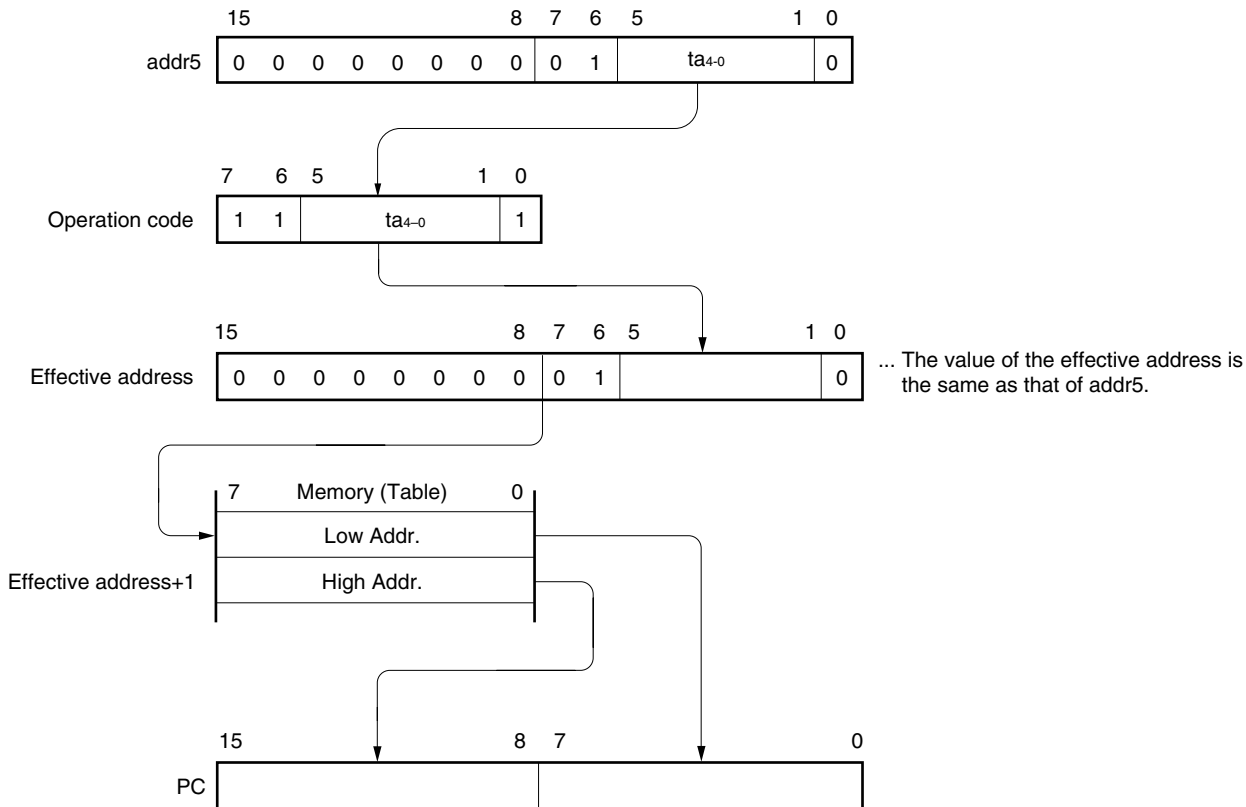 15 8 7 6 5 1 0
addr5 0 0 0 0 0 0 0 0 0 1 ta4-0 0
7 6 5 1 0
Operation code 1 1 ta4–0 1
15 8 7 6 5 1 0
Effective address 0 0 0 0 0 0 0 0 0 1 0 ... The value of the effective address is
the same as that of addr5.
7 Memory (Table) 0
Low Addr.
Effective address+1 High Addr.
15 8 7 0
PC